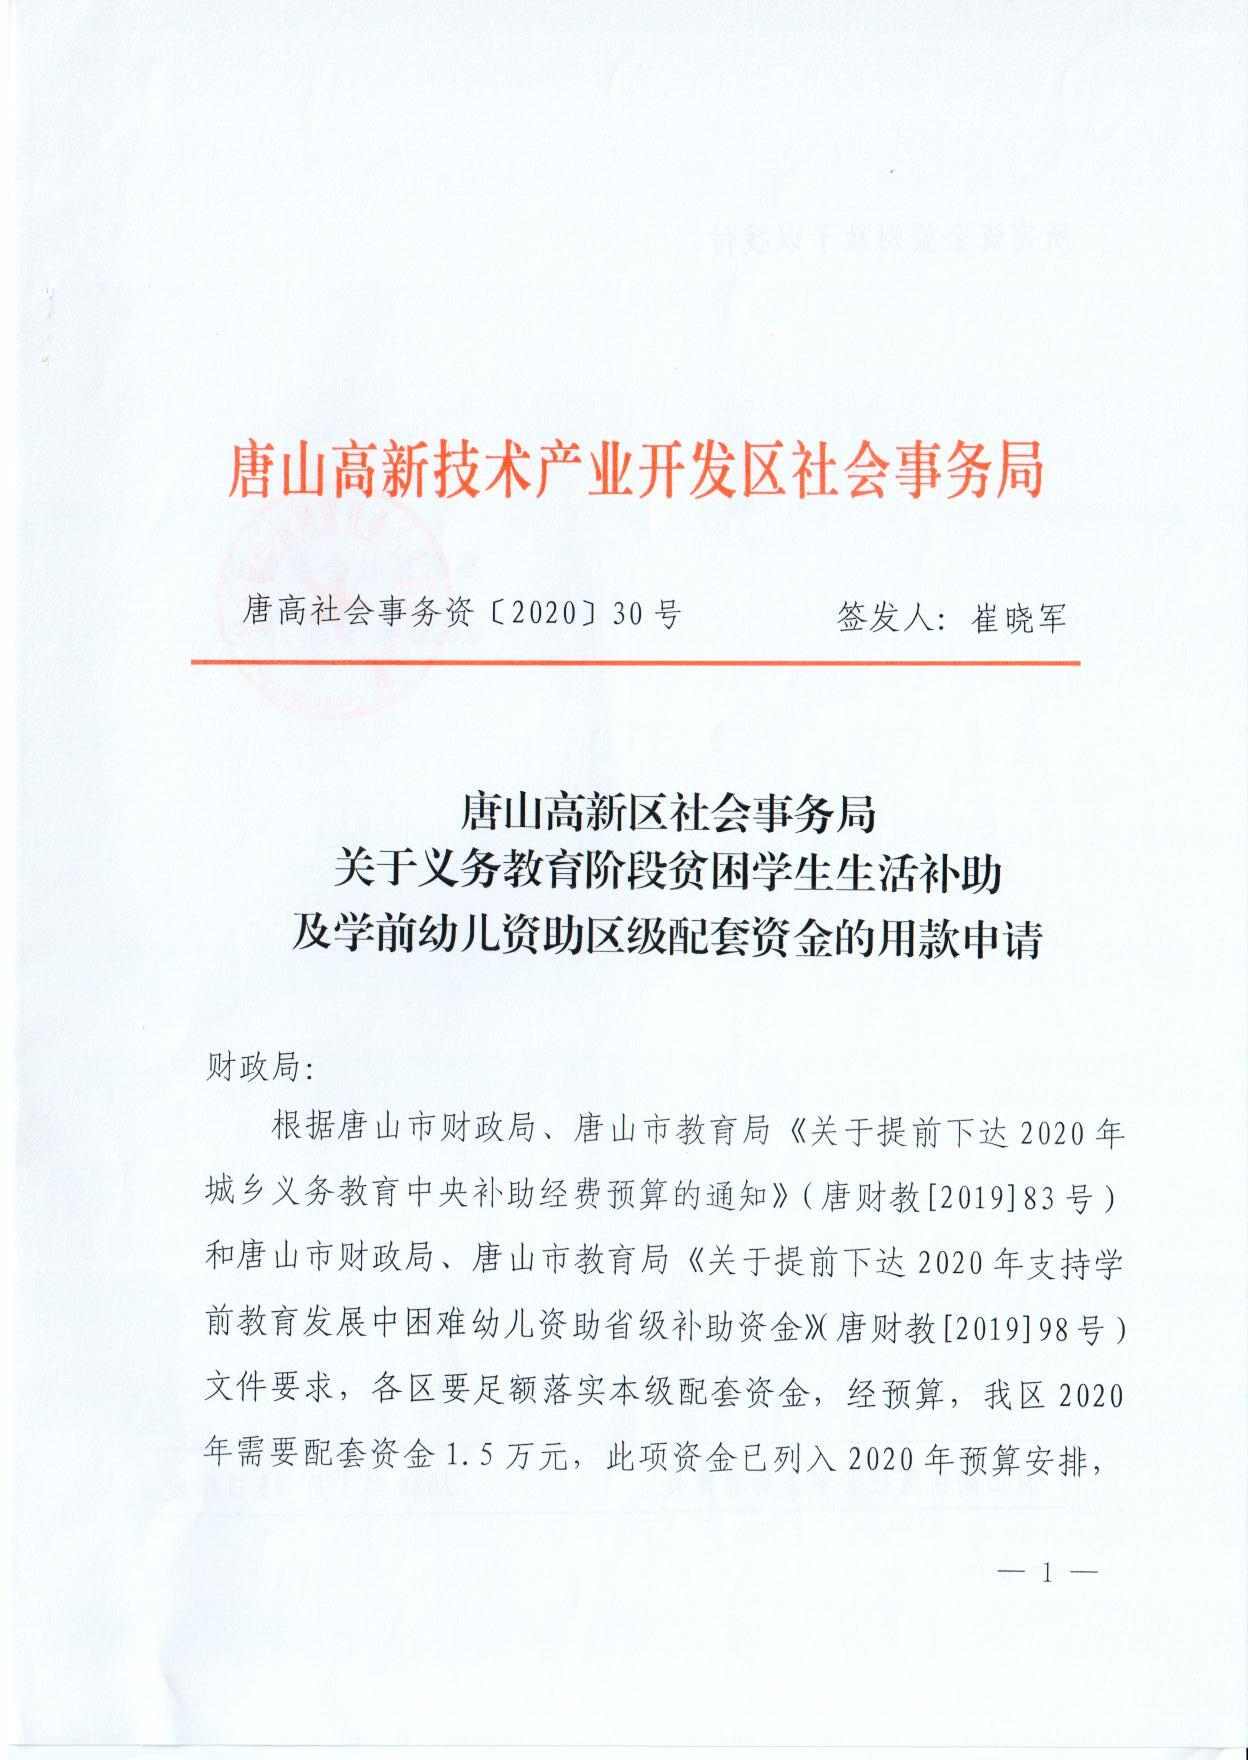 唐山高新技术产业开发区社会事务局
唐高社会事务资〔2020〕30号 签发人：崔晓军
唐山高新区社会事务局
关于义务教育阶段贫困学生生活补助
及学前幼儿资助区级配套资金的用款申请
财政局：
根据唐山市财政局、唐山市教育局《关于提前下达2020年
城乡义务教育中央补助经费预算的通知》（唐财教[2019]83号）
和唐山市财政局、唐山市教育局《关于提前下达2020年支持学
前教育发展中困难幼儿资助省级补助资金》（唐财教[2019]98号）
文件要求，各区要足额落实本级配套资金，经预算，我区2020
年需要配套资金1.5万元，此项资金已列入2020年预算安排，
— 1 —